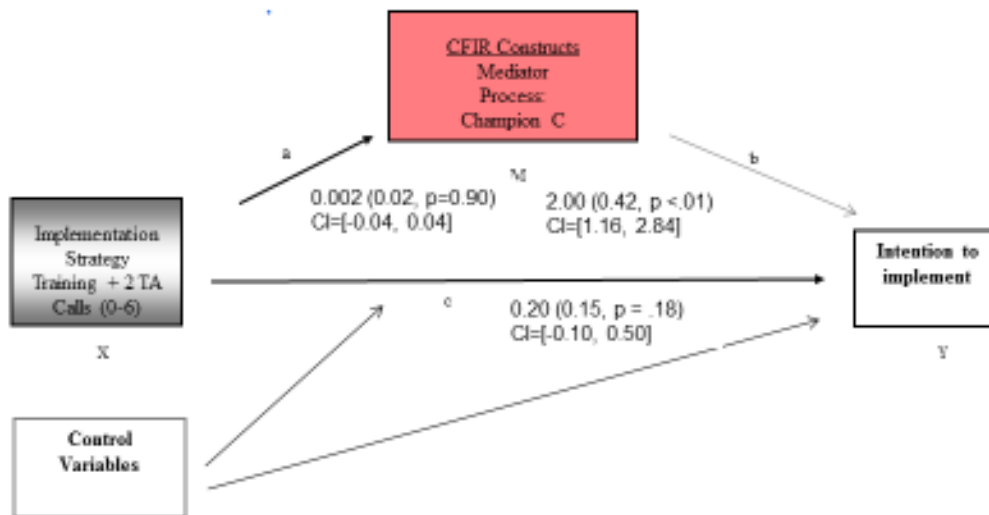 CFIR Constructs
Mediator
Process:
Champion C
a
b
M
0.002 (0.02, p=0.90)
CI=[-0.04, 0.04]
2.00 (0.42, p <.01)
CI=[1.16, 2.84]
Implementation
Strategy
Training + 2 TA
Calls (0-6)
X
Intention to
implement
Y
c
0.20 (0.15, p = .18)
CI=[-0.10, 0.50]
Control
Variables